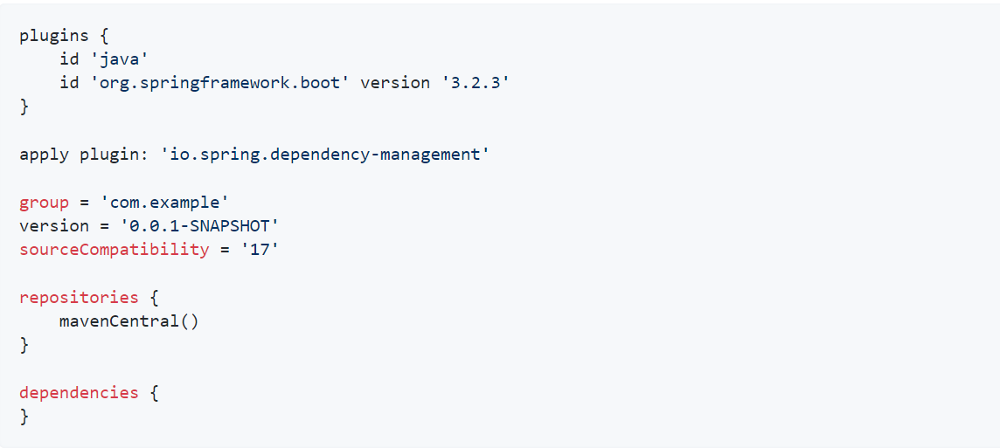 plugins {
    id 'java'
    id 'org.springframework.boot' version '3.2.3'
}

apply plugin: 'io.spring.dependency-management'

group = 'com.example'
version = '0.0.1-SNAPSHOT'
sourceCompatibility = '17'

repositories {
    mavenCentral()
}

dependencies {
}